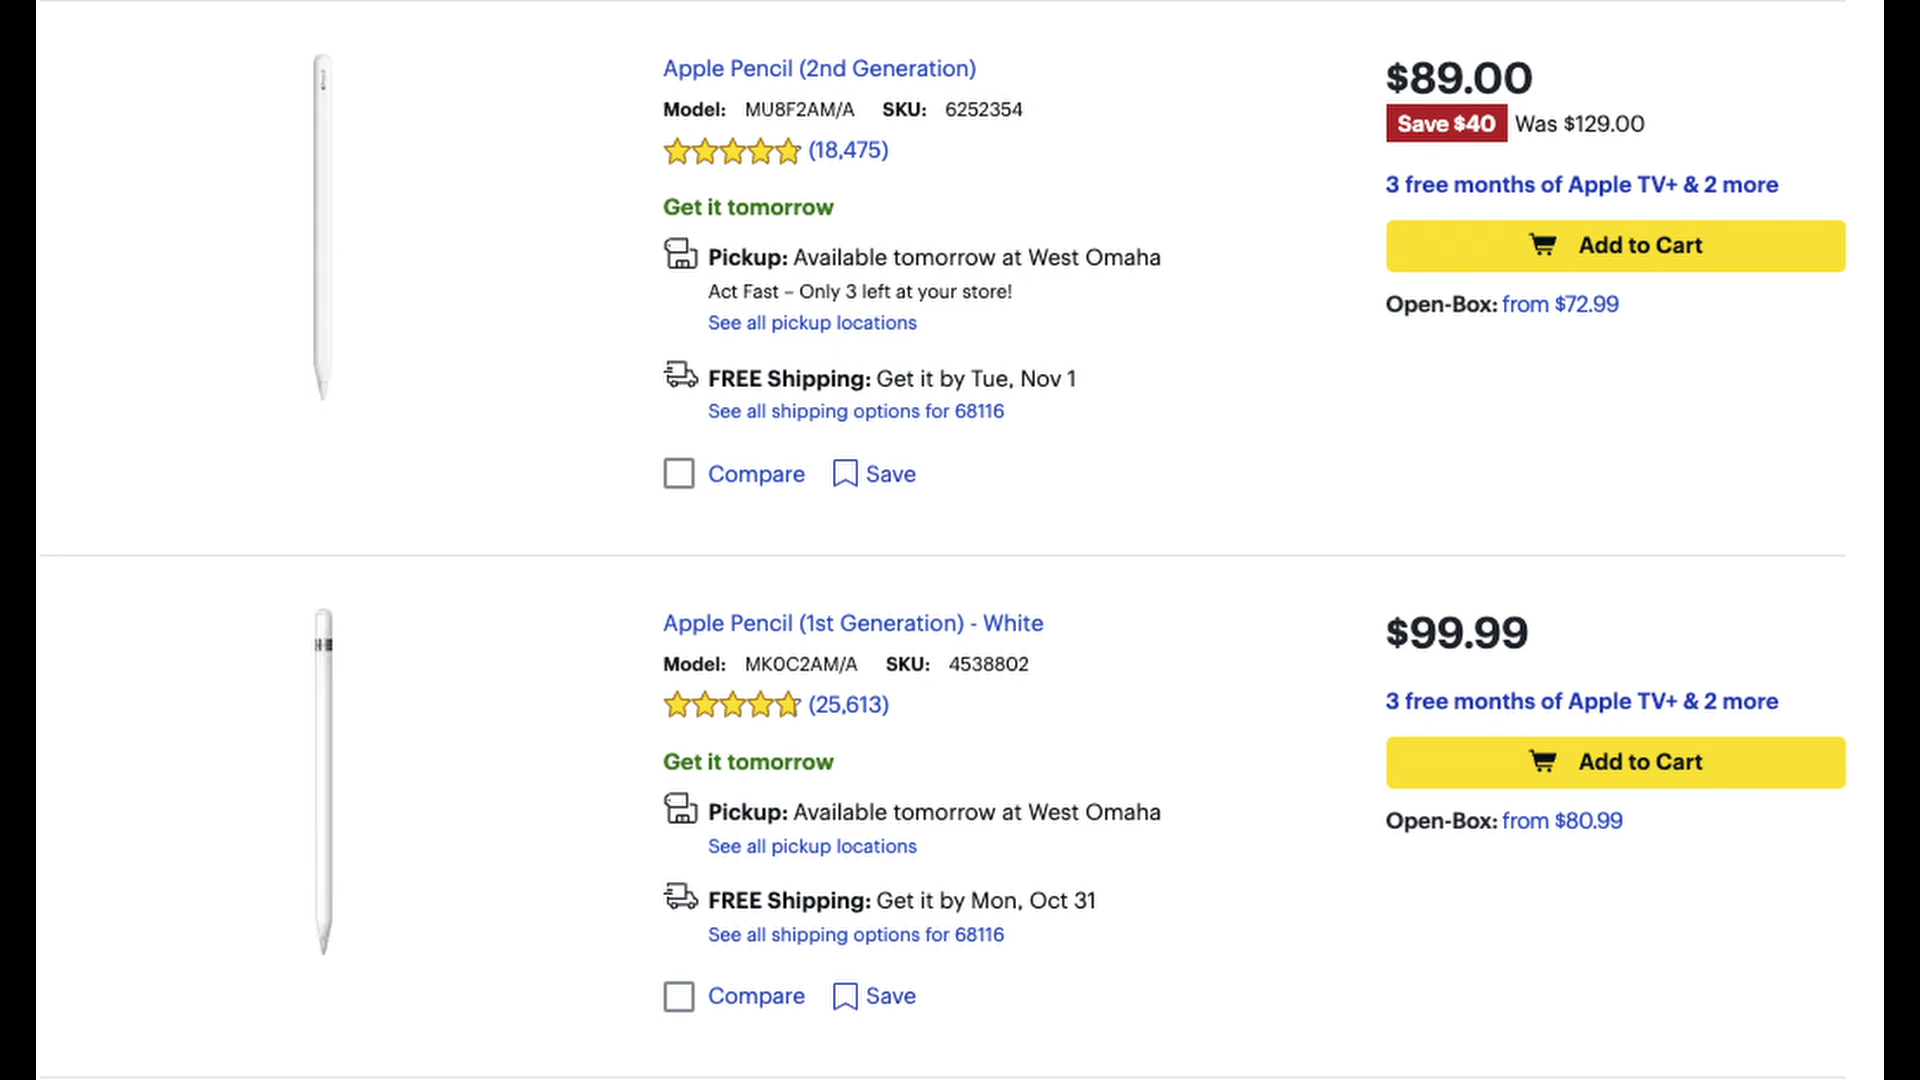 Apple Pencil (2nd Generation)
Model: MU8F2AM/A SKU: 6252354
(18,475)
Get it tomorrow
Pickup: Available tomorrow at West Omaha
Act Fast – Only 3 left at your store!
See all pickup locations
FREE Shipping: Get it by Tue, Nov 1
See all shipping options for 68116
Compare Save
$89.00
Save $40 Was $129.00
3 free months of Apple TV+ & 2 more
Add to Cart
Open-Box: from $72.99
Apple Pencil (1st Generation) - White
Model: MK0C2AM/A SKU: 4538802
(25,613)
Get it tomorrow
Pickup: Available tomorrow at West Omaha
See all pickup locations
FREE Shipping: Get it by Mon, Oct 31
See all shipping options for 68116
Compare Save
$99.99
3 free months of Apple TV+ & 2 more
Add to Cart
Open-Box: from $80.99